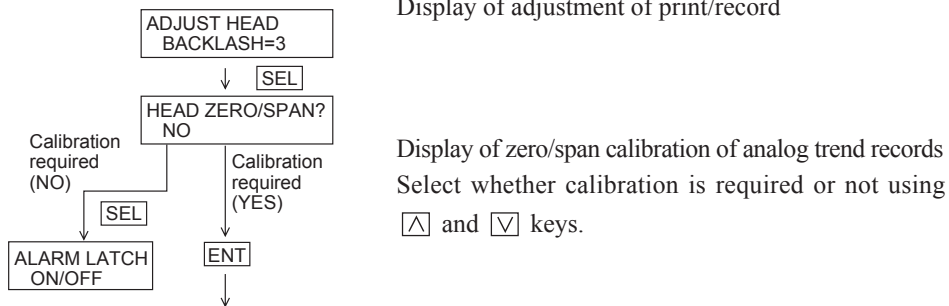 Display of adjustment of print/record
ADJUST HEAD
BACKLASH=3
SEL
HEAD ZERO/SPAN?
NO
Calibration
required
(NO)
Calibration
required
(YES)
Display of zero/span calibration of analog trend records
Select whether calibration is required or not using
∧ and ∨ keys.
SEL
ENT
ALARM LATCH
ON/OFF